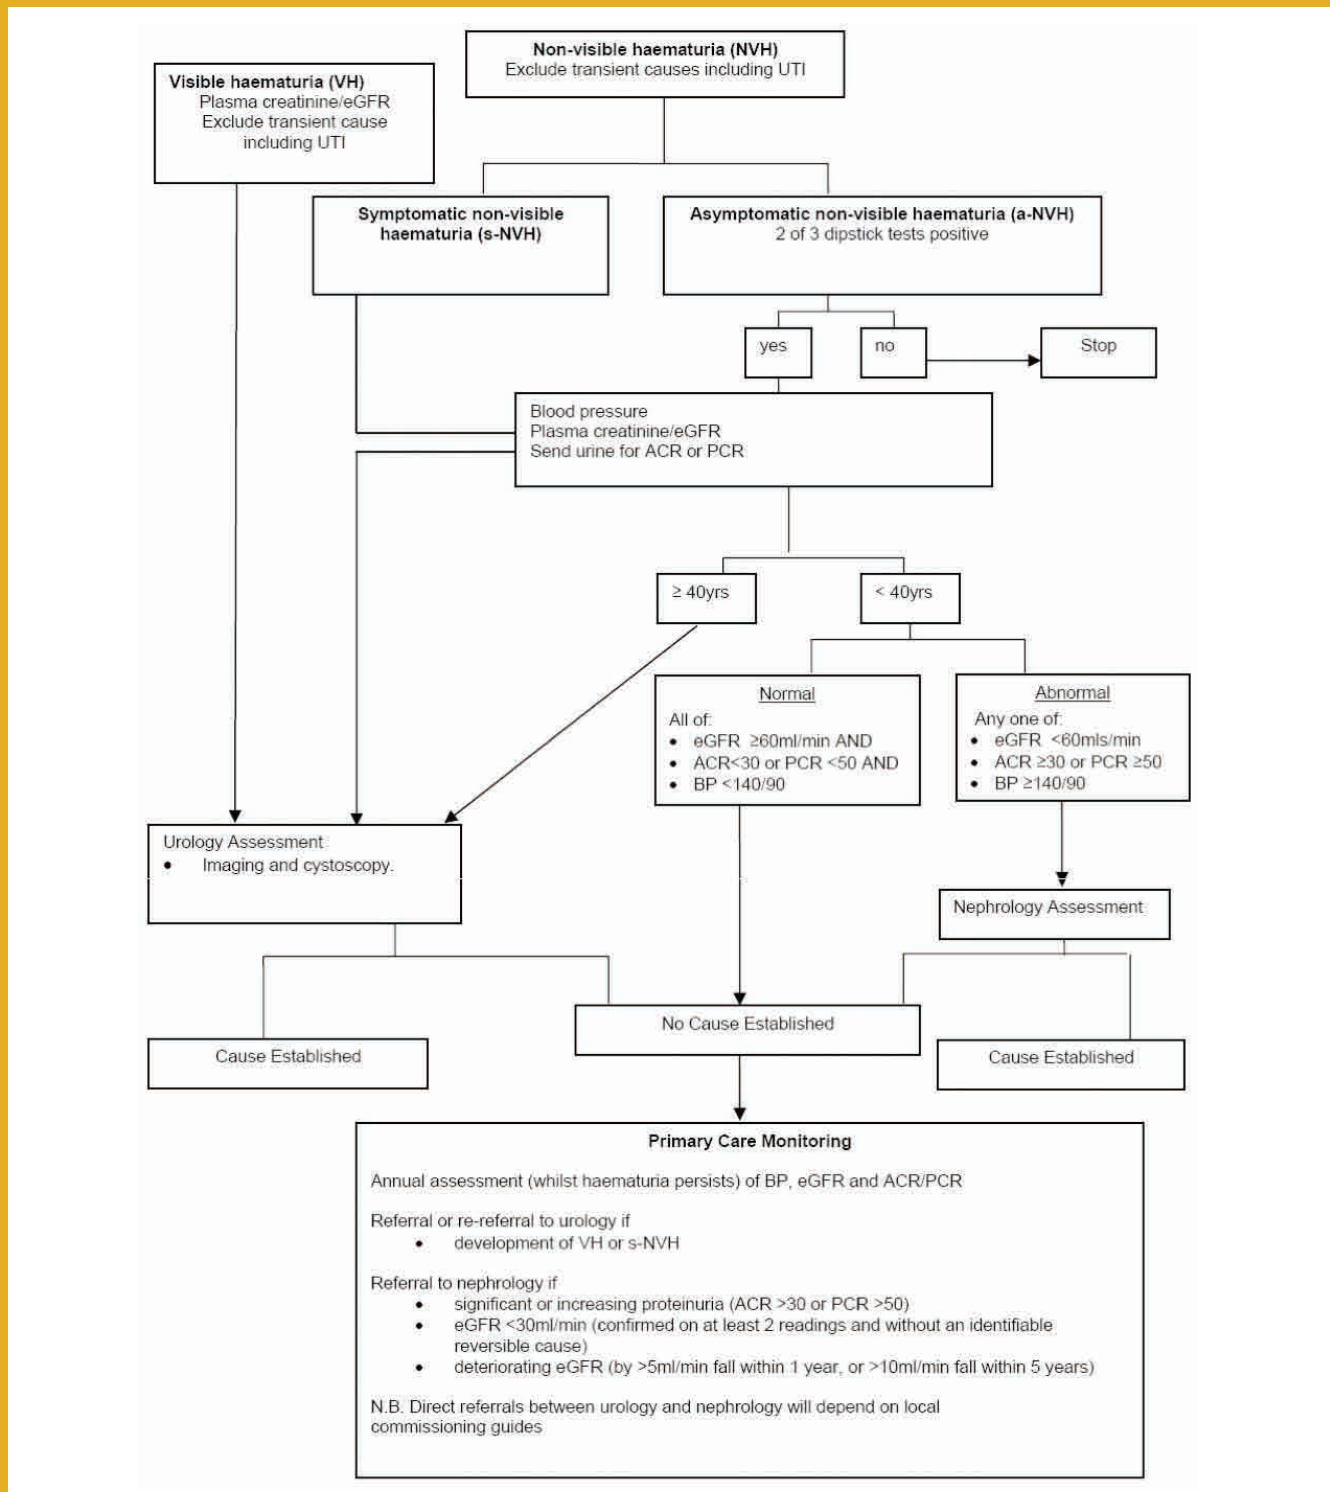 Non-visible haematuria (NVH)
Exclude transient causes including UTI
Visible haematuria (VH)
Plasma creatinine/eGFR
Exclude transient cause
including UTI
Symptomatic non-visible
haematuria (s-NVH)
Asymptomatic non-visible haematuria (a-NVH)
2 of 3 dipstick tests positive
yes
no
Stop
Blood pressure
Plasma creatinine/eGFR
Send urine for ACR or PCR
≥ 40yrs
< 40yrs
Normal
All of:
• eGFR ≥60ml/min AND
• ACR<30 or PCR <50 AND
• BP <140/90
Abnormal
Any one of:
• eGFR <60mls/min
• ACR ≥30 or PCR ≥50
• BP ≥140/90
Urology Assessment
• Imaging and cystoscopy.
Nephrology Assessment
No Cause Established
Cause Established
Cause Established
Primary Care Monitoring
Annual assessment (whilst haematuria persists) of BP, eGFR and ACR/PCR
Referral or re-referral to urology if
• development of VH or s-NVH
Referral to nephrology if
• significant or increasing proteinuria (ACR >30 or PCR >50)
• eGFR <30ml/min (confirmed on at least 2 readings and without an identifiable
reversible cause)
• deteriorating eGFR (by >5ml/min fall within 1 year, or >10ml/min fall within 5 years)
N.B. Direct referrals between urology and nephrology will depend on local
commissioning guides